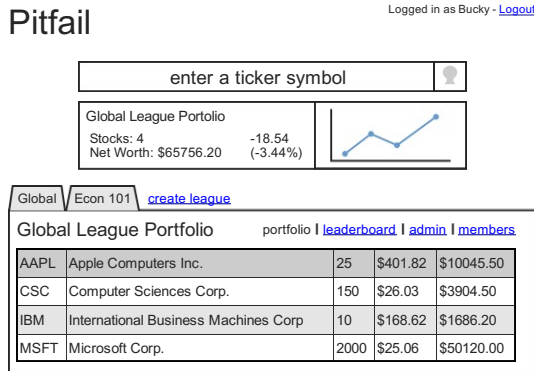 Pitfail
Logged in as Bucky - Logout
enter a ticker symbol
Global League Portolio
Stocks: 4 -18.54
Net Worth: $65756.20 (-3.44%)
Global Econ 101 create league
Global League Portfolio portfolio | leaderboard | admin | members
AAPL Apple Computers Inc. 25 $401.82 $10045.50
CSC Computer Sciences Corp. 150 $26.03 $3904.50
IBM International Business Machines Corp 10 $168.62 $1686.20
MSFT Microsoft Corp. 2000 $25.06 $50120.00